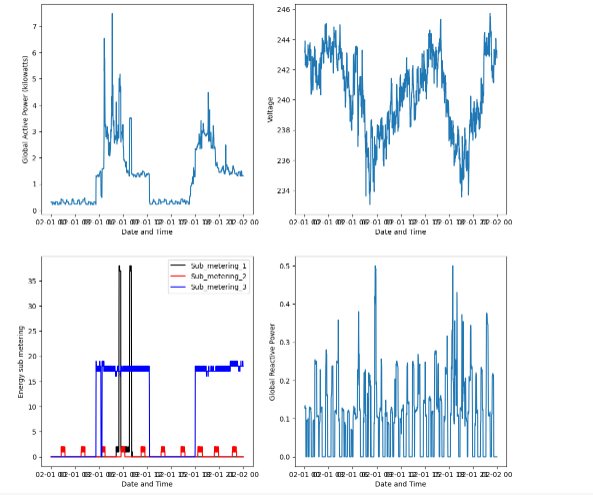 7
6
5
4
3
2
1
0
Global Active Power (kilowatts)
Date and Time
246
244
242
240
238
236
234
Voltage
Date and Time
35
30
25
20
15
10
5
0
Energy sub metering
Sub_metering_1
Sub_metering_2
Sub_metering_3
Date and Time
0.5
0.4
0.3
0.2
0.1
0.0
Global Reactive Power
Date and Time